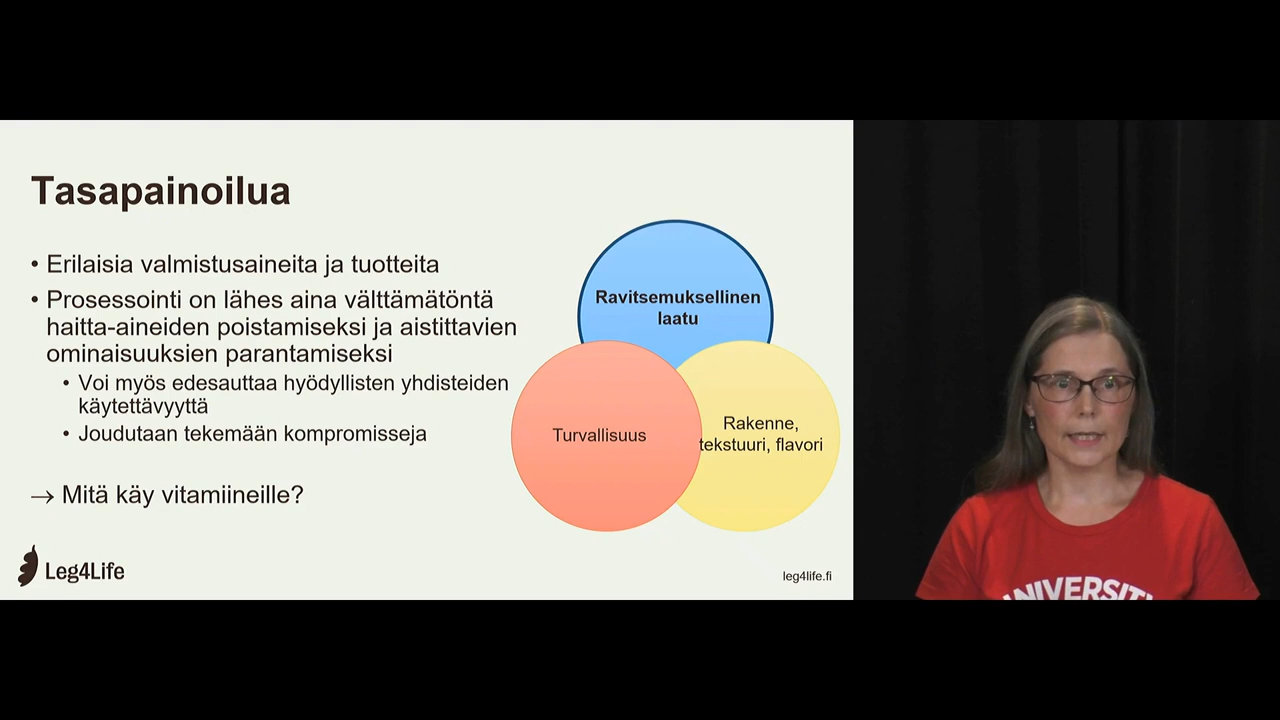 Tasapainoilua
• Erilaisia valmistusaineita ja tuotteita
• Prosessointi on lähes aina välttämätöntä
haitta-aineiden poistamiseksi ja aistittavien
ominaisuuksien parantamiseksi
• Voi myös edesauttaa hyödyllisten yhdisteiden
käytettävyyttä
• Joudutaan tekemään kompromisseja
→ Mitä käy vitamiineille?
Ravitsemuksellinen
laatu
Turvallisuus
Rakenne,
tekstuuri, flavori
Leg4Life
leg4life.fi